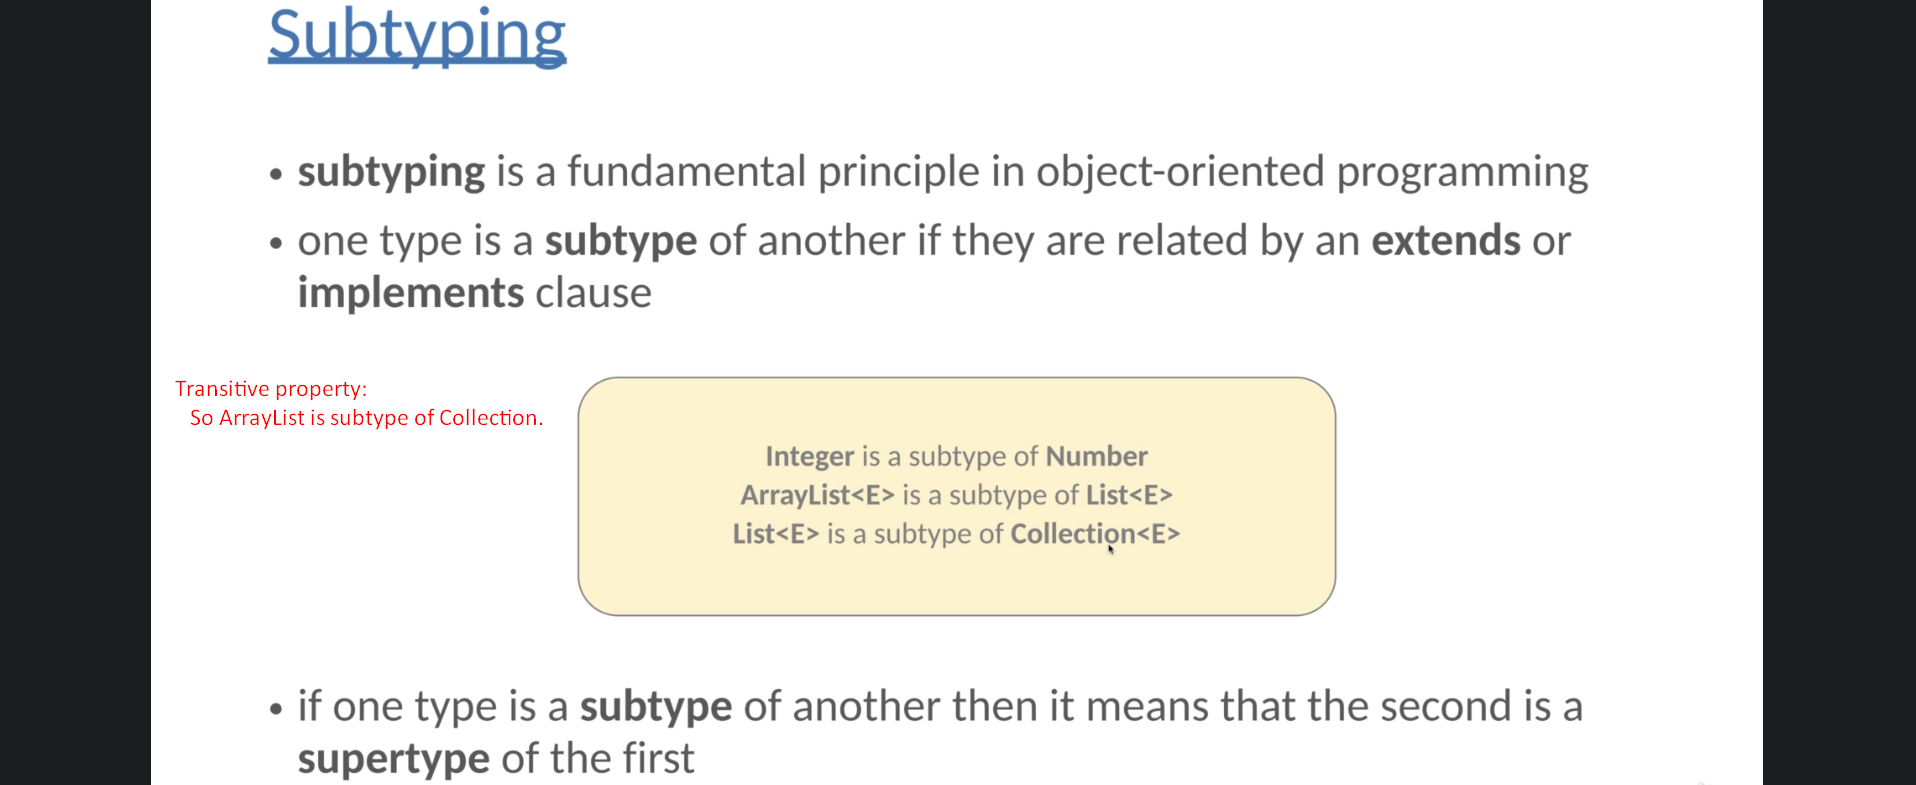 Subtyping
• subtyping is a fundamental principle in object-oriented programming
• one type is a subtype of another if they are related by an extends or
implements clause
Transitive property:
So ArrayList is subtype of Collection.
Integer is a subtype of Number
ArrayList<E> is a subtype of List<E>
List<E> is a subtype of Collection<E>
• if one type is a subtype of another then it means that the second is a
supertype of the first